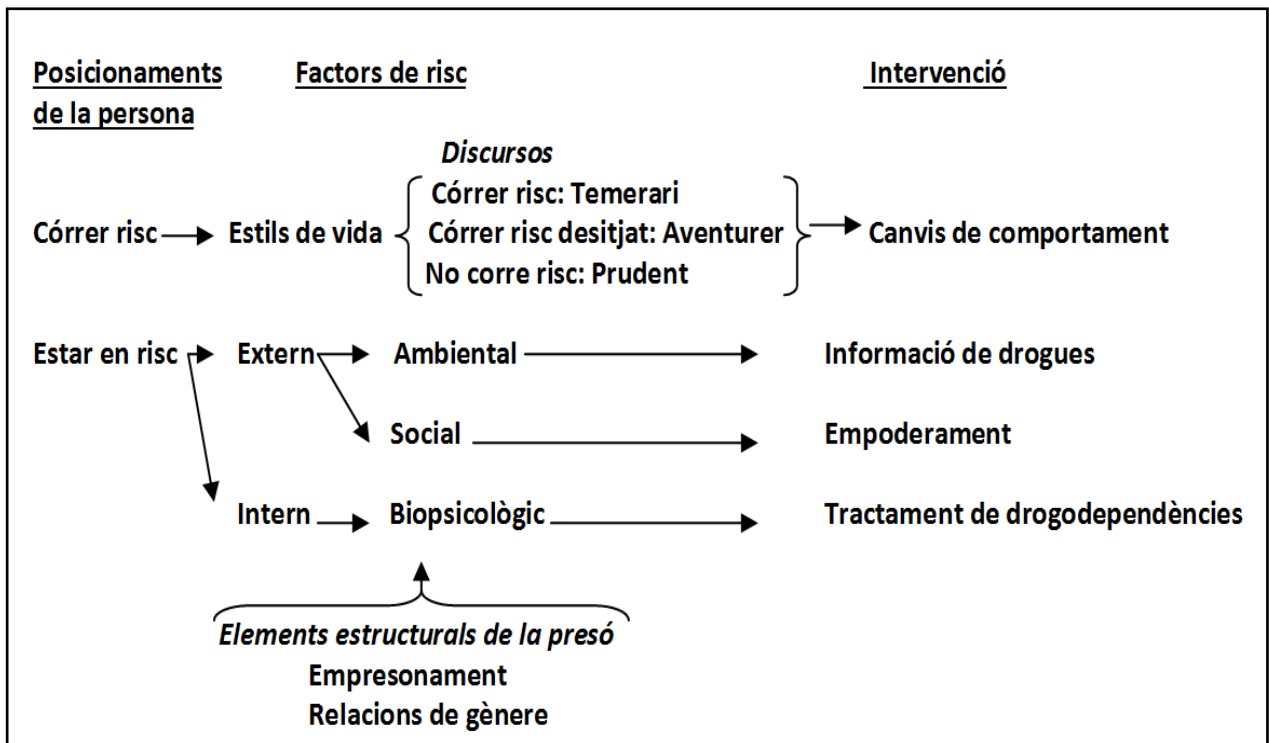 Posicionaments de la persona
Factors de risc
Intervenció
Discursos
Córrer risc: Temerari
Córrer risc
Estils de vida
Córrer risc desitjat: Aventurer
Canvis de comportament
No corre risc: Prudent
Estar en risc
Extern
Ambiental
Informació de drogues
Social
Empoderament
Intern
Biopsicològic
Tractament de drogodependències
Elements estructurals de la presó
Empresonament
Relacions de gènere